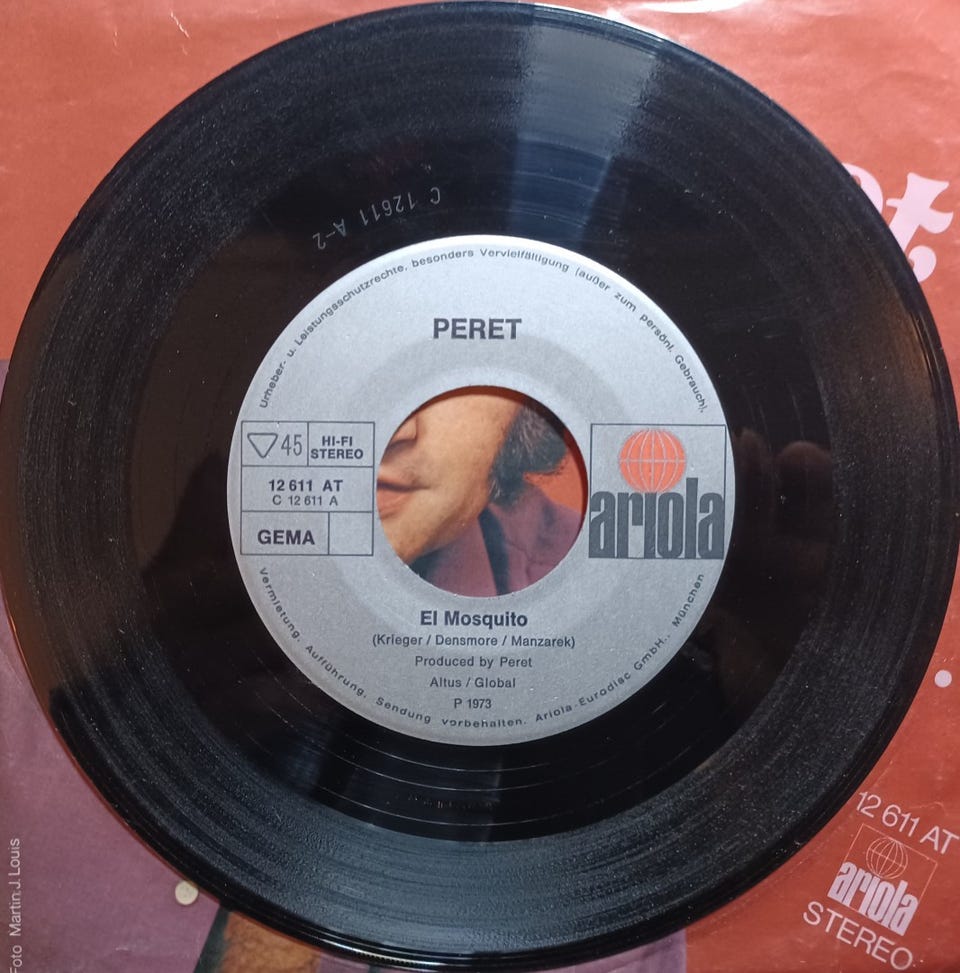 C 12611 A-2
Urheber- u. Leistungsschutzrechte, besonders Vervielfältigung (außer zum persönl. Gebrauch),
PERET
45
HI-FI
STEREO
12 611 AT
C 12 611 A
GEMA
ariola
El Mosquito
(Krieger / Densmore / Manzarek)
Produced by Peret
Altus / Global
P 1973
Vermietung, Aufführung, Sendung vorbehalten. Ariola-Eurodisc GmbH., München
et
12 611 AT
ariola
STEREO
Foto Martin J. Louis